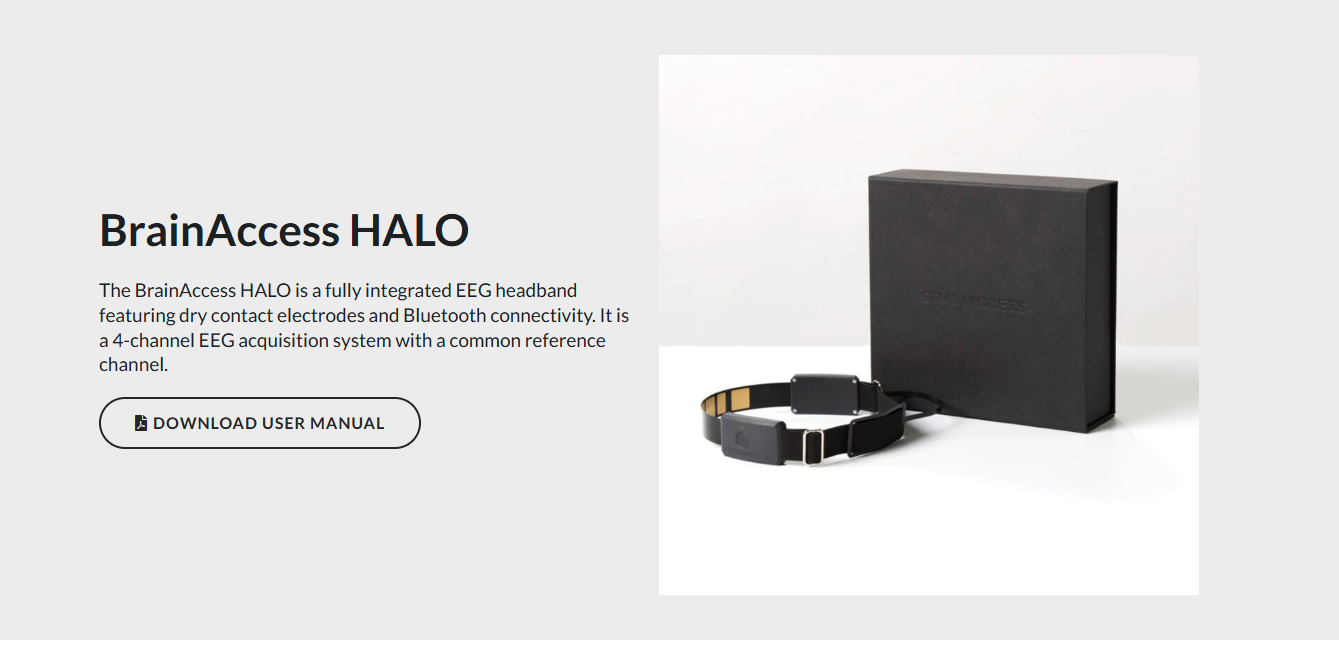 BrainAccess HALO
The BrainAccess HALO is a fully integrated EEG headband
featuring dry contact electrodes and Bluetooth connectivity. It is
a 4-channel EEG acquisition system with a common reference
channel.
DOWNLOAD USER MANUAL
BRAINACCESS